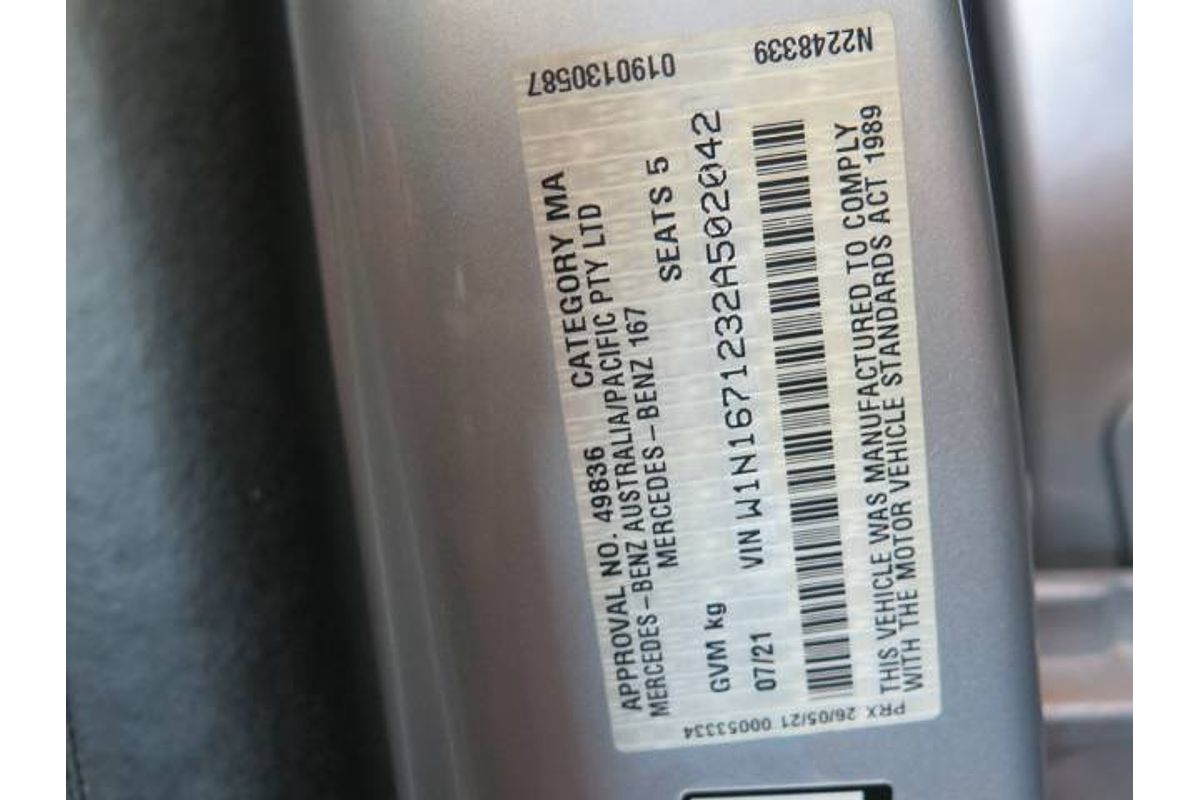 0190130587
N2248339
APPROVAL NO. 49836 CATEGORY MA
MERCEDES-BENZ AUSTRALIA/PACIFIC PTY LTD
MERCEDES-BENZ 167
SEATS 5
GVM kg
07/21 VIN W1N1671232A502042
THIS VEHICLE WAS MANUFACTURED TO COMPLY
WITH THE MOTOR VEHICLE STANDARDS ACT 1989
PRX 26/05/21 00053334